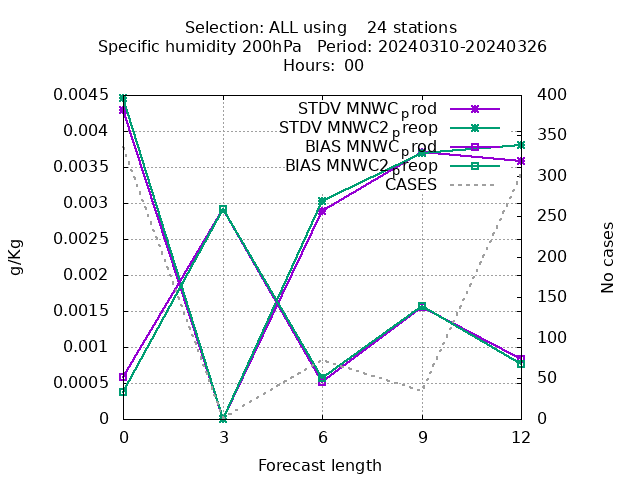 Selection: ALL using 24 stations
Specific humidity 200hPa Period: 20240310-20240326
Hours: 00
STDV MNWC_prod
STDV MNWC2_preop
BIAS MNWC_prod
BIAS MNWC2_preop
CASES
0.0045
0.004
0.0035
0.003
0.0025
0.002
0.0015
0.001
0.0005
0
g/Kg
400
350
300
250
200
150
100
50
0
No cases
0 3 6 9 12
Forecast length